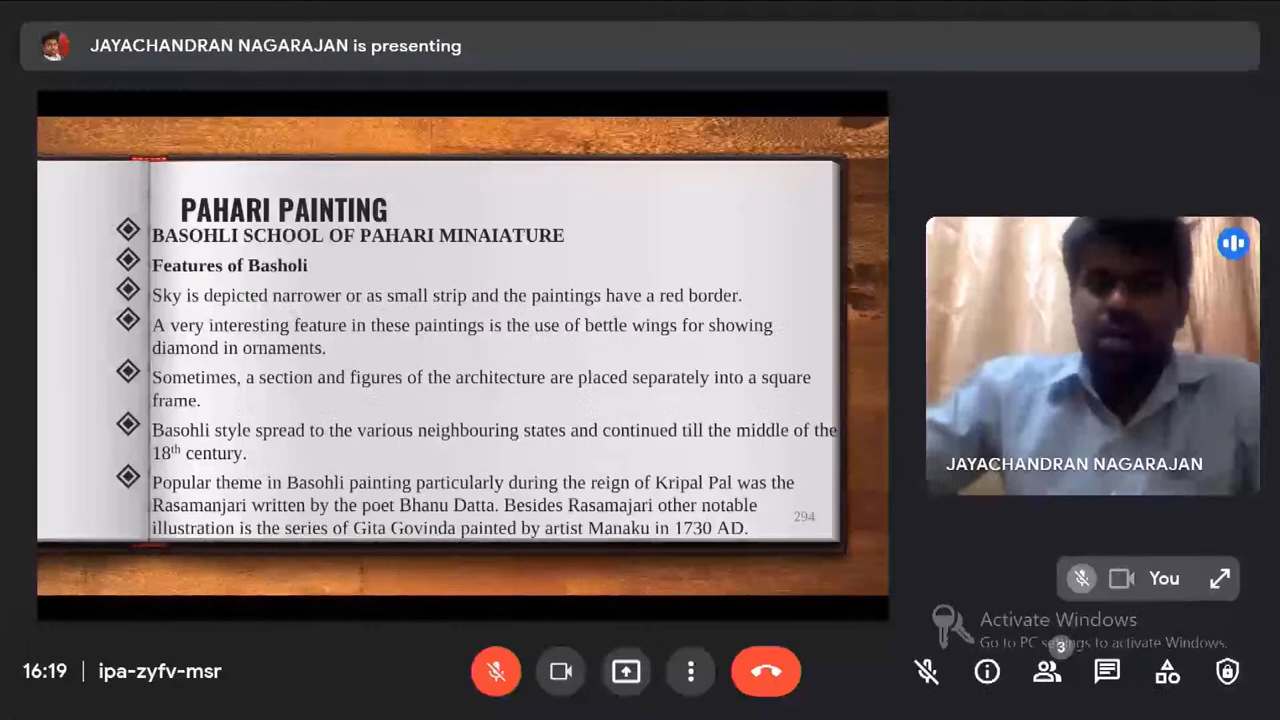 JAYACHANDRAN NAGARAJAN is presenting
PAHARI PAINTING
BASOHLI SCHOOL OF PAHARI MINAIATURE
Features of Basholi
Sky is depicted narrower or as small strip and the paintings have a red border.
A very interesting feature in these paintings is the use of bettle wings for showing
diamond in ornaments.
Sometimes, a section and figures of the architecture are placed separately into a square
frame.
Basohli style spread to the various neighbouring states and continued till the middle of the
18th century.
Popular theme in Basohli painting particularly during the reign of Kripal Pal was the
Rasamanjari written by the poet Bhanu Datta. Besides Rasamajari other notable
illustration is the series of Gita Govinda painted by artist Manaku in 1730 AD.
294
JAYACHANDRAN NAGARAJAN
You
Activate Windows
Go to PC settings to activate Windows.
3
16:19 | ipa-zyfv-msr